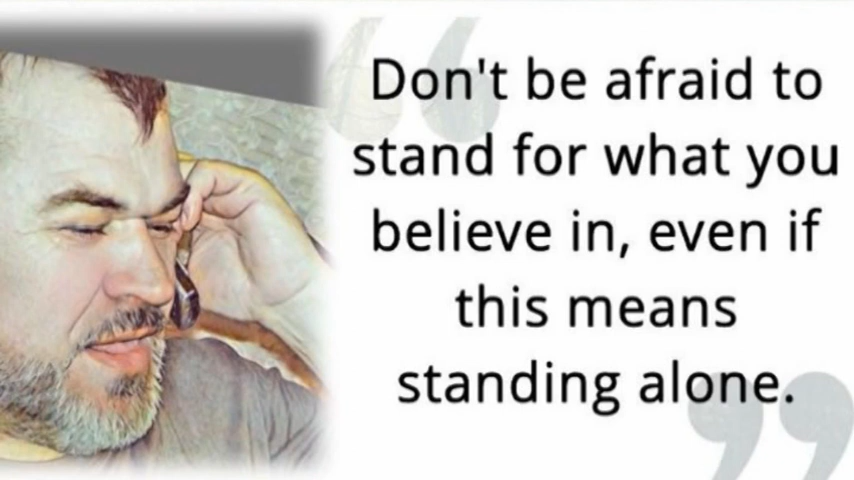 Don't be afraid to
stand for what you
believe in, even if
this means
standing alone.